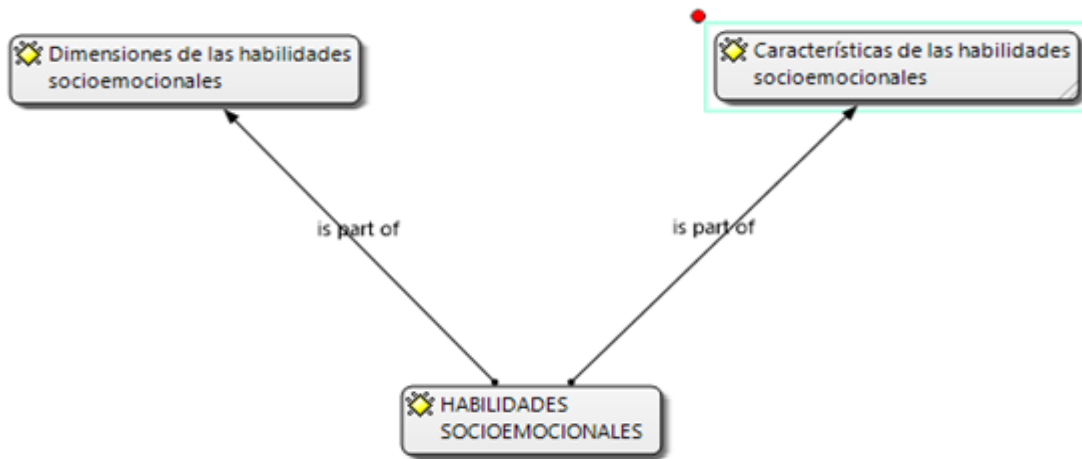 Dimensiones de las habilidades
socioemocionales
Características de las habilidades
socioemocionales
is part of
is part of
HABILIDADES
SOCIOEMOCIONALES